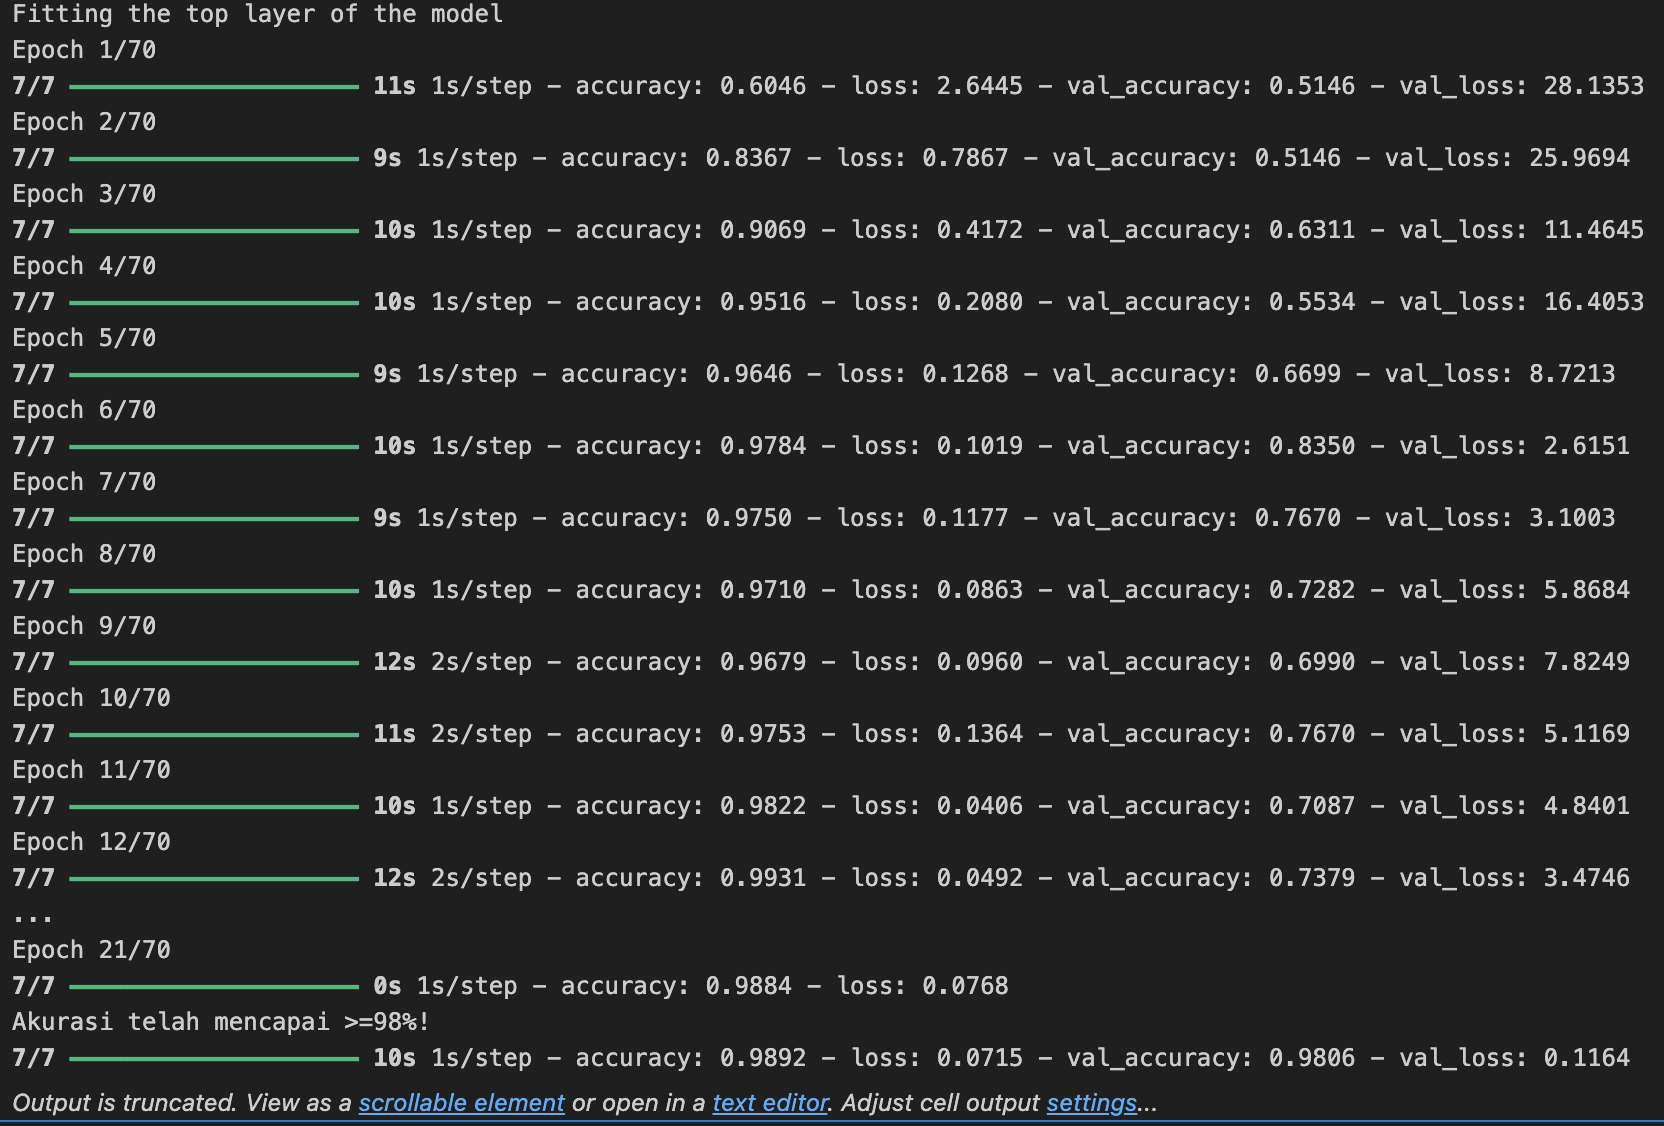 Fitting the top layer of the model
Epoch 1/70
7/7 ━━━━━━━━━━━━━━━━━━━━ 11s 1s/step – accuracy: 0.6046 – loss: 2.6445 – val_accuracy: 0.5146 – val_loss: 28.1353
Epoch 2/70
7/7 ━━━━━━━━━━━━━━━━━━━━ 9s 1s/step – accuracy: 0.8367 – loss: 0.7867 – val_accuracy: 0.5146 – val_loss: 25.9694
Epoch 3/70
7/7 ━━━━━━━━━━━━━━━━━━━━ 10s 1s/step – accuracy: 0.9069 – loss: 0.4172 – val_accuracy: 0.6311 – val_loss: 11.4645
Epoch 4/70
7/7 ━━━━━━━━━━━━━━━━━━━━ 10s 1s/step – accuracy: 0.9516 – loss: 0.2080 – val_accuracy: 0.5534 – val_loss: 16.4053
Epoch 5/70
7/7 ━━━━━━━━━━━━━━━━━━━━ 9s 1s/step – accuracy: 0.9646 – loss: 0.1268 – val_accuracy: 0.6699 – val_loss: 8.7213
Epoch 6/70
7/7 ━━━━━━━━━━━━━━━━━━━━ 10s 1s/step – accuracy: 0.9784 – loss: 0.1019 – val_accuracy: 0.8350 – val_loss: 2.6151
Epoch 7/70
7/7 ━━━━━━━━━━━━━━━━━━━━ 9s 1s/step – accuracy: 0.9750 – loss: 0.1177 – val_accuracy: 0.7670 – val_loss: 3.1003
Epoch 8/70
7/7 ━━━━━━━━━━━━━━━━━━━━ 10s 1s/step – accuracy: 0.9710 – loss: 0.0863 – val_accuracy: 0.7282 – val_loss: 5.8684
Epoch 9/70
7/7 ━━━━━━━━━━━━━━━━━━━━ 12s 2s/step – accuracy: 0.9679 – loss: 0.0960 – val_accuracy: 0.6990 – val_loss: 7.8249
Epoch 10/70
7/7 ━━━━━━━━━━━━━━━━━━━━ 11s 2s/step – accuracy: 0.9753 – loss: 0.1364 – val_accuracy: 0.7670 – val_loss: 5.1169
Epoch 11/70
7/7 ━━━━━━━━━━━━━━━━━━━━ 10s 1s/step – accuracy: 0.9822 – loss: 0.0406 – val_accuracy: 0.7087 – val_loss: 4.8401
Epoch 12/70
7/7 ━━━━━━━━━━━━━━━━━━━━ 12s 2s/step – accuracy: 0.9931 – loss: 0.0492 – val_accuracy: 0.7379 – val_loss: 3.4746
...
Epoch 21/70
7/7 ━━━━━━━━━━━━━━━━━━━━ 0s 1s/step – accuracy: 0.9884 – loss: 0.0768
Akurasi telah mencapai >=98%!
7/7 ━━━━━━━━━━━━━━━━━━━━ 10s 1s/step – accuracy: 0.9892 – loss: 0.0715 – val_accuracy: 0.9806 – val_loss: 0.1164
Output is truncated. View as a scrollable element or open in a text editor. Adjust cell output settings...